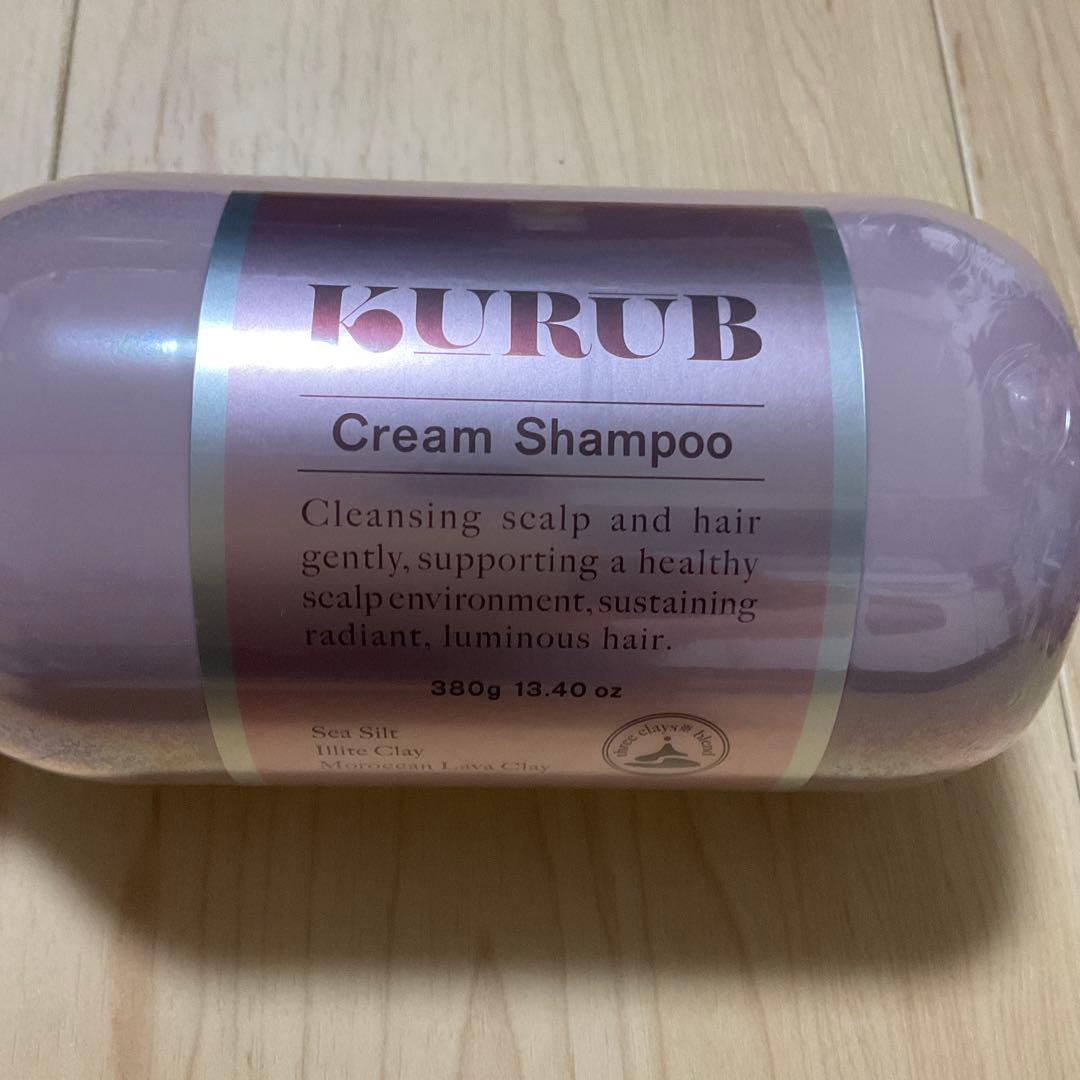 KURUB
Cream Shampoo
Cleansing scalp and hair
gently, supporting a healthy
scalp environment, sustaining
radiant, luminous hair.
380g 13.40 oz
Sea Silt
Illite Clay
Moroccan Lava Clay
three clays blend